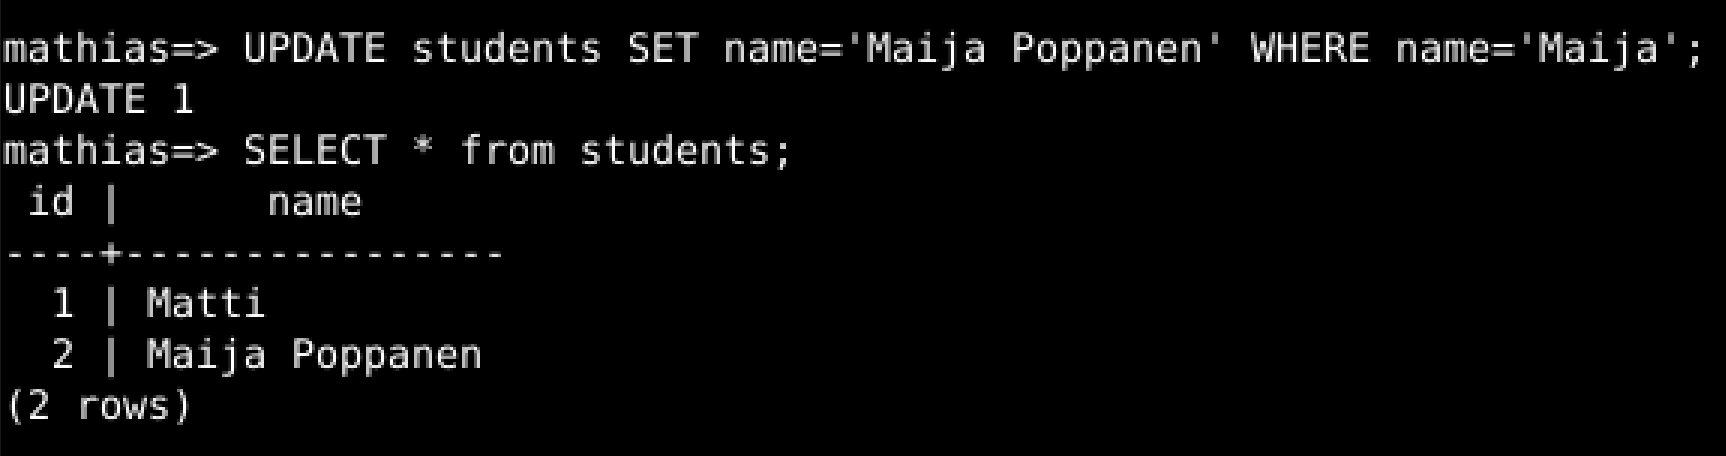 mathias=> UPDATE students SET name='Maija Poppanen' WHERE name='Maija';
UPDATE 1
mathias=> SELECT * from students;
 id |      name
----+----------------
  1 | Matti
  2 | Maija Poppanen
(2 rows)